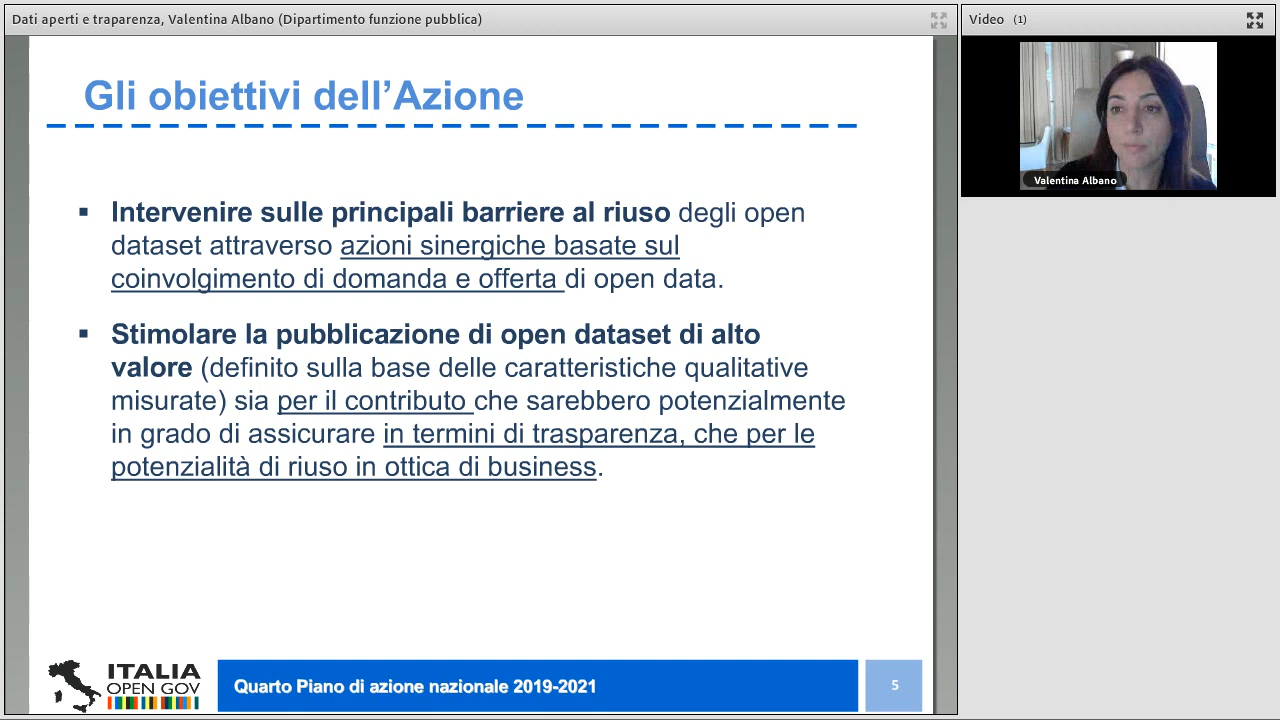 Dati aperti e traparenza, Valentina Albano (Dipartimento funzione pubblica)
Video (1)
Valentina Albano
Gli obiettivi dell’Azione
▪ Intervenire sulle principali barriere al riuso degli open
dataset attraverso azioni sinergiche basate sul
coinvolgimento di domanda e offerta di open data.
▪ Stimolare la pubblicazione di open dataset di alto
valore (definito sulla base delle caratteristiche qualitative
misurate) sia per il contributo che sarebbero potenzialmente
in grado di assicurare in termini di trasparenza, che per le
potenzialità di riuso in ottica di business.
ITALIA
OPEN GOV
Quarto Piano di azione nazionale 2019-2021
5